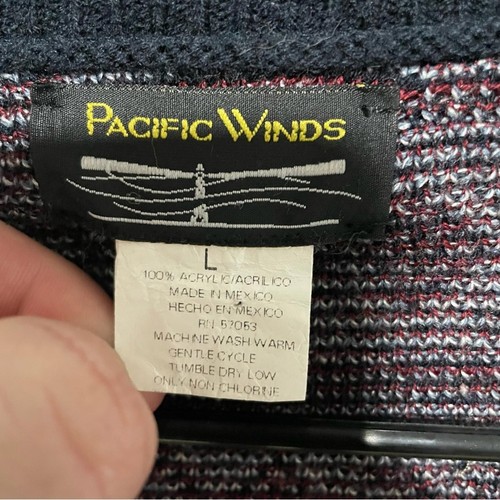 PACIFIC WINDS
L
100% ACRYLIC/ACRILICO
MADE IN MEXICO
HECHO EN MEXICO
RN 53063
MACHINE WASH WARM
GENTLE CYCLE
TUMBLE DRY LOW
ONLY NON CHLORINE